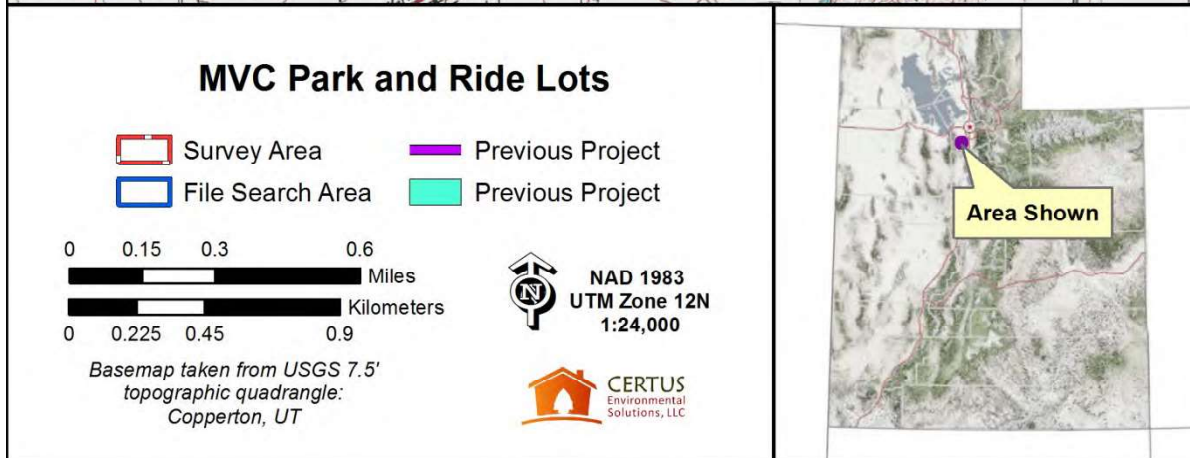 MVC Park and Ride Lots
Survey Area
Previous Project
File Search Area
Previous Project
0 0.15 0.3 0.6
Miles
Kilometers
0 0.225 0.45 0.9
N
NAD 1983
UTM Zone 12N
1:24,000
Basemap taken from USGS 7.5'
topographic quadrangle:
Copperton, UT
CERTUS
Environmental
Solutions, LLC
Area Shown